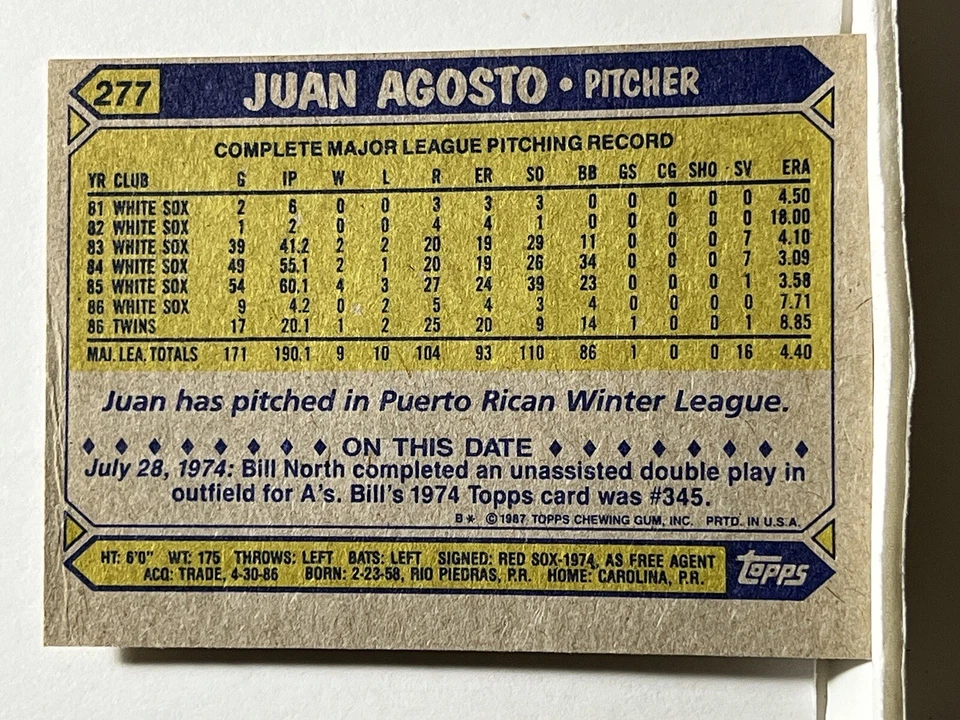 277 JUAN AGOSTO • PITCHER
COMPLETE MAJOR LEAGUE PITCHING RECORD
YR CLUB G IP W L R ER SO BB GS CG SHO SV ERA
81 WHITE SOX 2 6 0 0 3 3 3 0 0 0 0 0 4.50
82 WHITE SOX 1 2 0 0 4 4 1 0 0 0 0 0 18.00
83 WHITE SOX 39 41.2 2 2 20 19 29 11 0 0 0 7 4.10
84 WHITE SOX 49 55.1 2 1 20 19 26 34 0 0 0 7 3.09
85 WHITE SOX 54 60.1 4 3 27 24 39 23 0 0 0 1 3.58
86 WHITE SOX 9 4.2 0 2 5 4 3 4 0 0 0 0 7.71
86 TWINS 17 20.1 1 2 25 20 9 14 1 0 0 1 8.85
MAJ. LEA. TOTALS 171 190.1 9 10 104 93 110 86 1 0 0 16 4.40
Juan has pitched in Puerto Rican Winter League.
♦ ♦ ♦ ♦ ♦ ♦ ♦ ♦ ON THIS DATE ♦ ♦ ♦ ♦ ♦ ♦ ♦ ♦
July 28, 1974: Bill North completed an unassisted double play in
outfield for A's. Bill's 1974 Topps card was #345.
B* ©1987 TOPPS CHEWING GUM, INC. PRTD. IN U.S.A.
HT: 6'0" WT: 175 THROWS: LEFT BATS: LEFT SIGNED: RED SOX-1974, AS FREE AGENT
ACQ: TRADE, 4-30-86 BORN: 2-23-58, RIO PIEDRAS, P.R. HOME: CAROLINA, P.R.
Topps